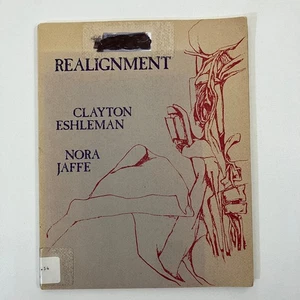 REALIGNMENT
CLAYTON
ESHLEMAN
NORA
JAFFE